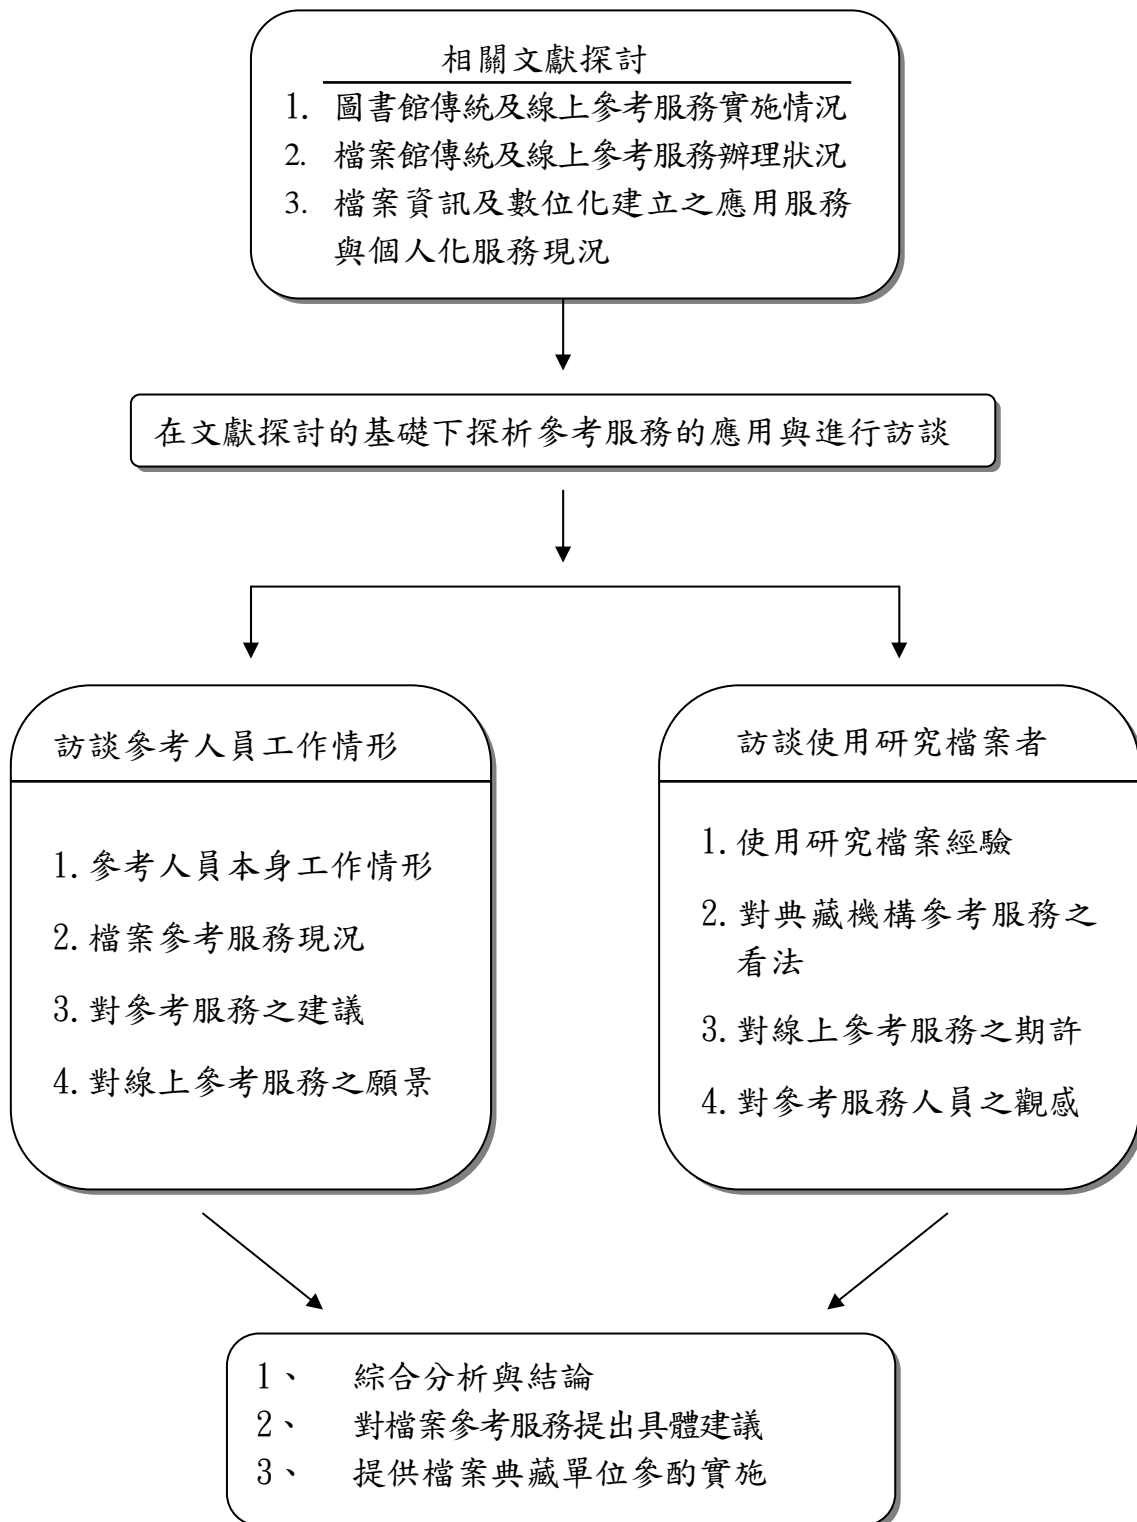 相關文獻探討
1. 圖書館傳統及線上參考服務實施情況
2. 檔案館傳統及線上參考服務辦理狀況
3. 檔案資訊及數位化建立之應用服務
與個人化服務現況
在文獻探討的基礎下探析參考服務的應用與進行訪談
訪談參考人員工作情形
1.參考人員本身工作情形
2.檔案參考服務現況
3.對參考服務之建議
4.對線上參考服務之願景
訪談使用研究檔案者
1.使用研究檔案經驗
2.對典藏機構參考服務之
看法
3.對線上參考服務之期許
4.對參考服務人員之觀感
1、 綜合分析與結論
2、 對檔案參考服務提出具體建議
3、 提供檔案典藏單位參酌實施